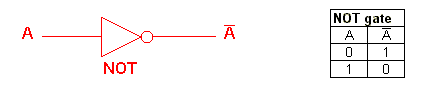 A A̅
NOT
NOT gate
A A̅
0 1
1 0